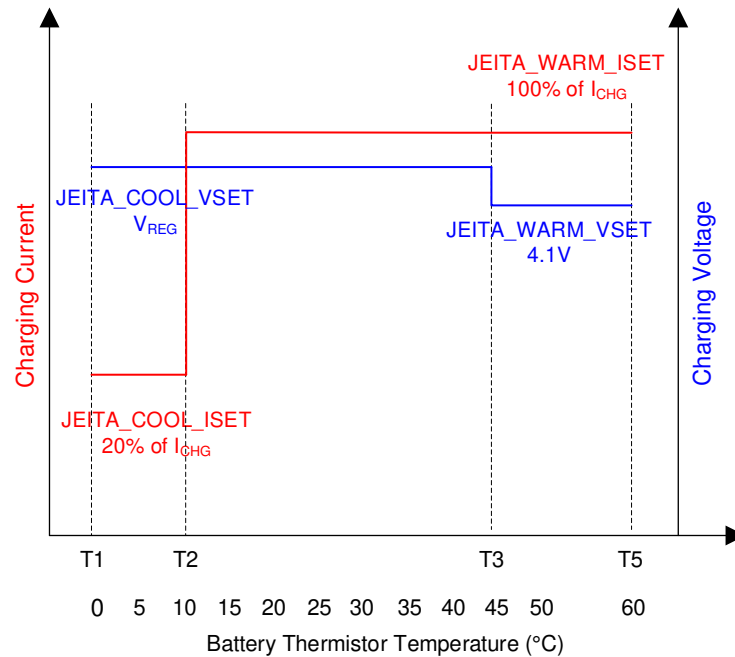 JEITA_WARM_ISET
100% of ICHG
JEITA_COOL_VSET
VREG
JEITA_WARM_VSET
4.1V
Charging Current
Charging Voltage
JEITA_COOL_ISET
20% of ICHG
T1 T2 T3 T5
0 5 10 15 20 25 30 35 40 45 50 60
Battery Thermistor Temperature (°C)